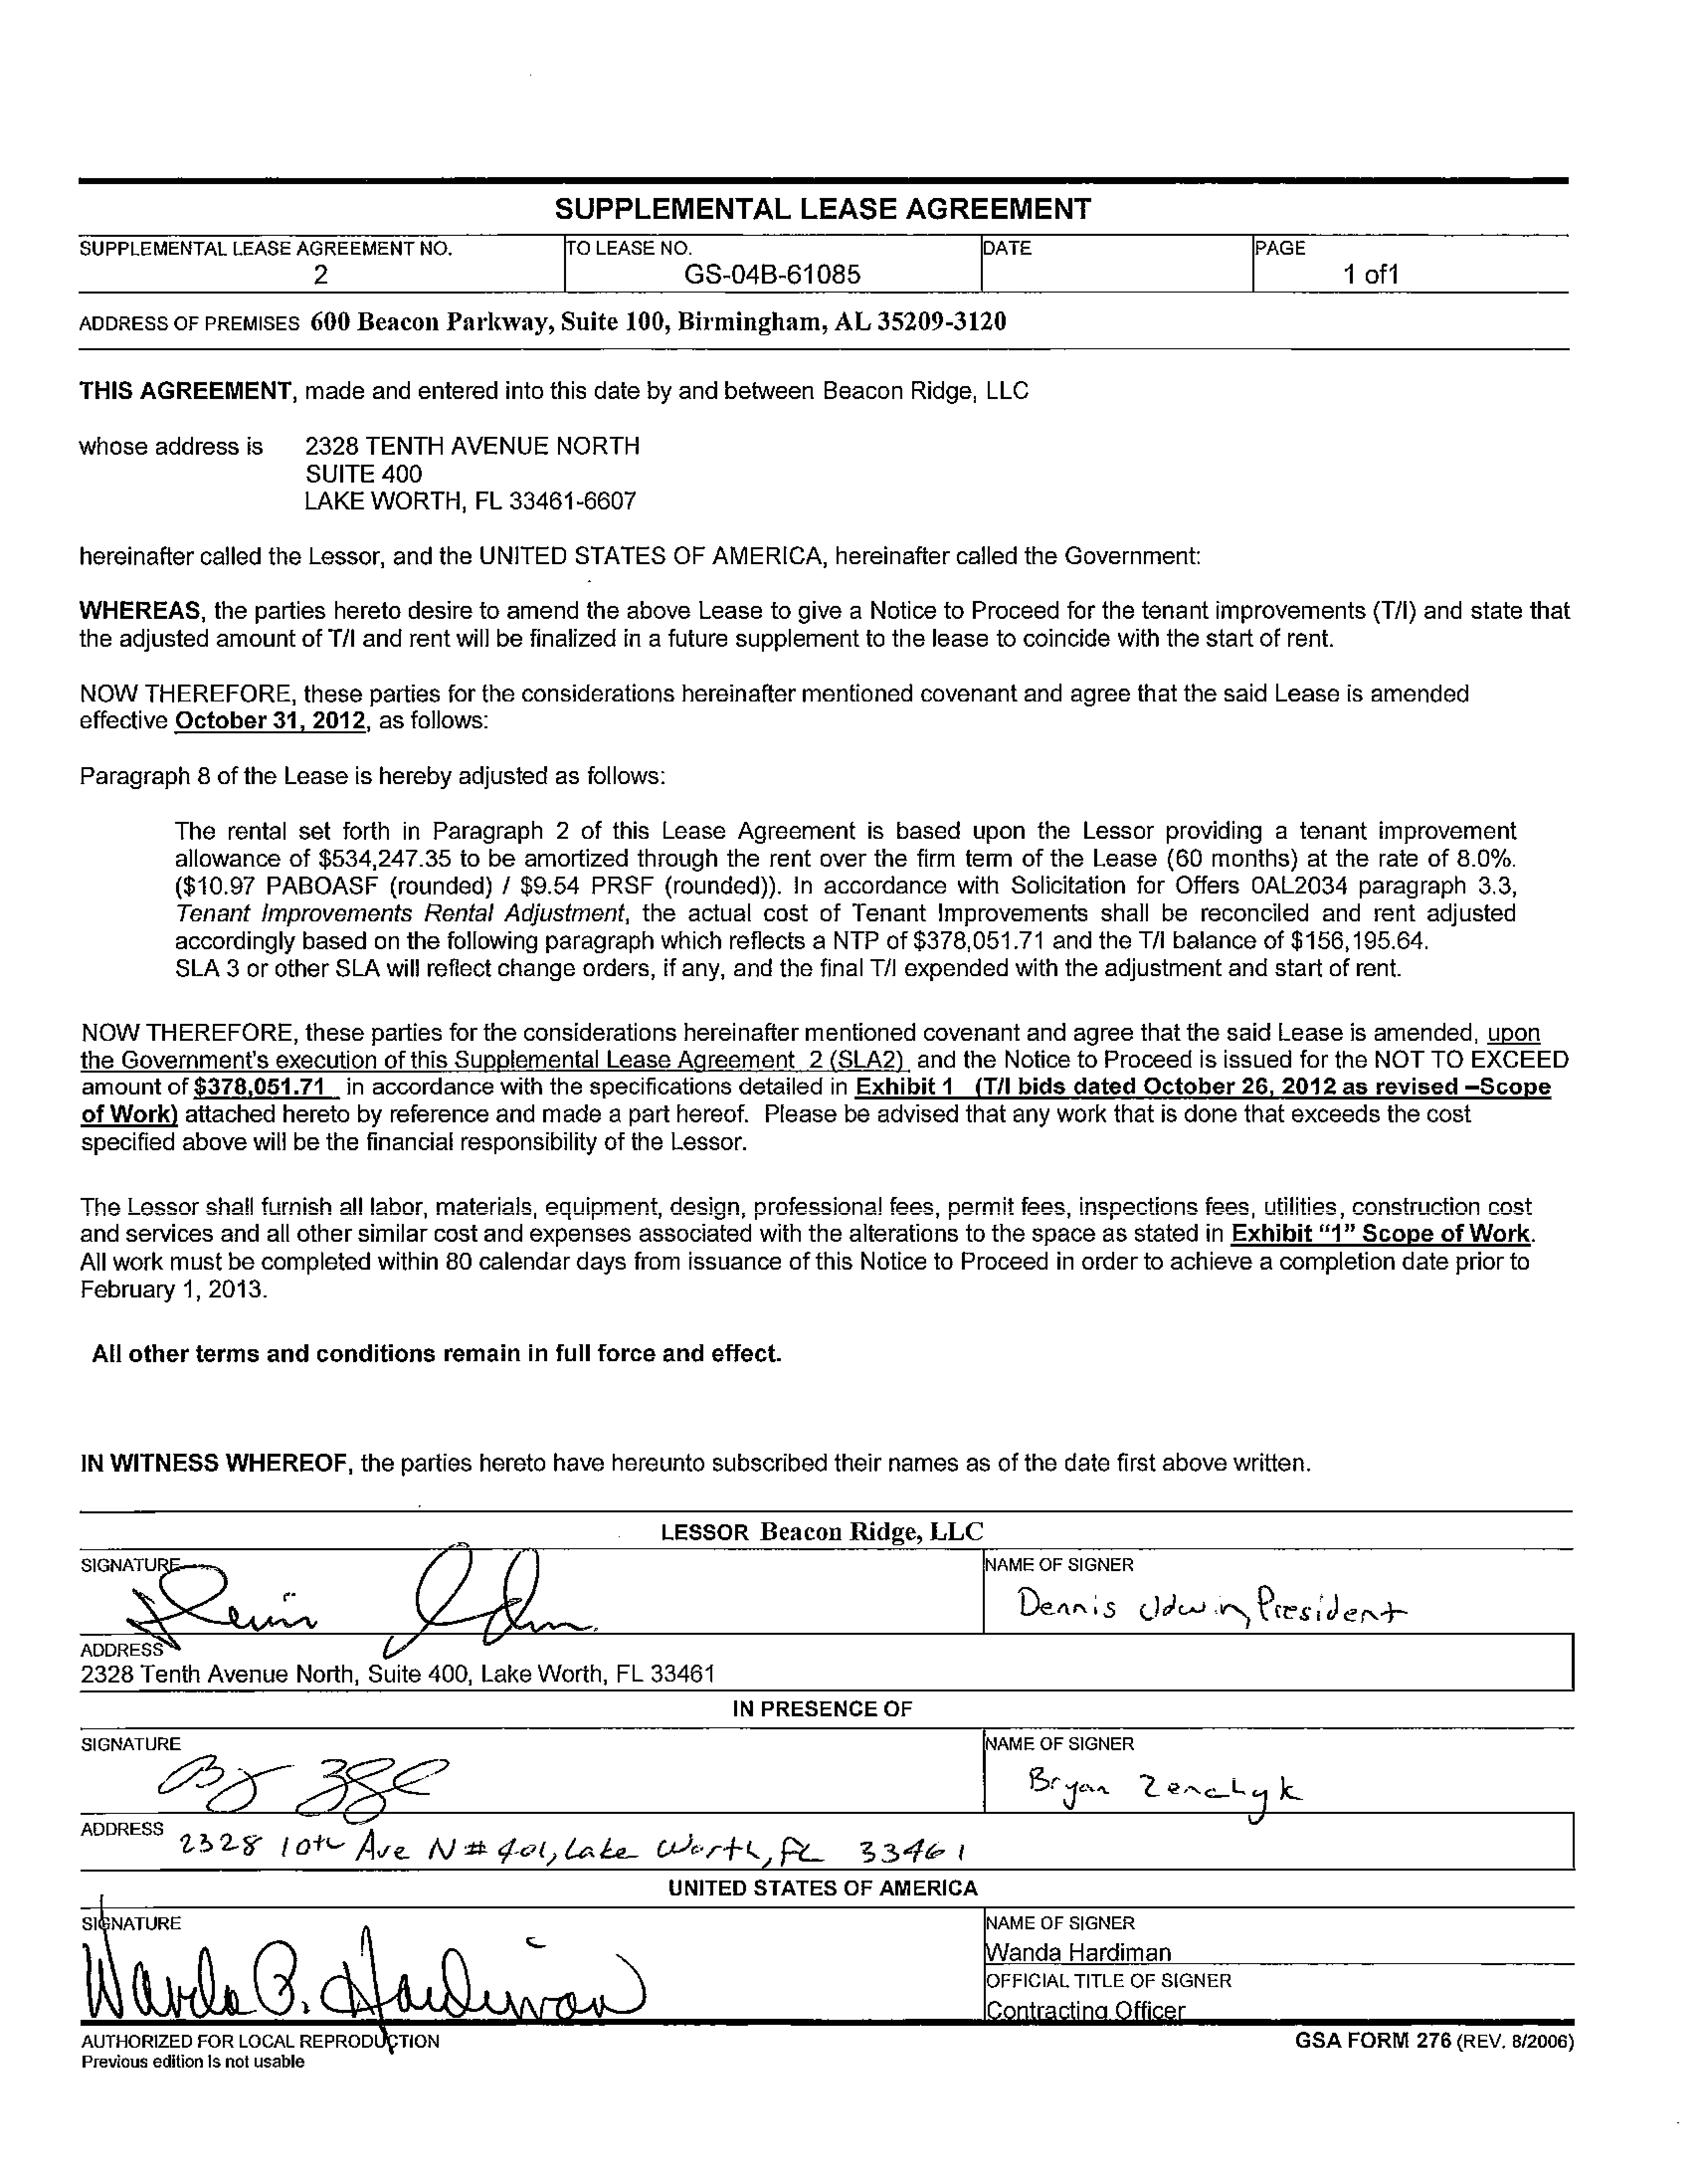 SUPPLEMENTAL LEASE AGREEMENT
SUPPLEMENTAL LEASE AGREEMENT NO.
2
TO LEASE NO.
GS-04B-61085
DATE
PAGE
1 of1
ADDRESS OF PREMISES 600 Beacon Parkway, Suite 100, Birmingham, AL 35209-3120
THIS AGREEMENT, made and entered into this date by and between Beacon Ridge, LLC
whose address is 2328 TENTH AVENUE NORTH
SUITE 400
LAKE WORTH, FL 33461-6607
hereinafter called the Lessor, and the UNITED STATES OF AMERICA, hereinafter called the Government:
WHEREAS, the parties hereto desire to amend the above Lease to give a Notice to Proceed for the tenant improvements (T/I) and state that
the adjusted amount of T/I and rent will be finalized in a future supplement to the lease to coincide with the start of rent.
NOW THEREFORE, these parties for the considerations hereinafter mentioned covenant and agree that the said Lease is amended
effective October 31, 2012, as follows:
Paragraph 8 of the Lease is hereby adjusted as follows:
The rental set forth in Paragraph 2 of this Lease Agreement is based upon the Lessor providing a tenant improvement
allowance of $534,247.35 to be amortized through the rent over the firm term of the Lease (60 months) at the rate of 8.0%.
($10.97 PABOASF (rounded) / $9.54 PRSF (rounded)). In accordance with Solicitation for Offers 0AL2034 paragraph 3.3,
Tenant Improvements Rental Adjustment, the actual cost of Tenant Improvements shall be reconciled and rent adjusted
accordingly based on the following paragraph which reflects a NTP of $378,051.71 and the T/I balance of $156,195.64.
SLA 3 or other SLA will reflect change orders, if any, and the final T/I expended with the adjustment and start of rent.
NOW THEREFORE, these parties for the considerations hereinafter mentioned covenant and agree that the said Lease is amended, upon
the Government's execution of this Supplemental Lease Agreement 2 (SLA2) and the Notice to Proceed is issued for the NOT TO EXCEED
amount of $378,051.71 in accordance with the specifications detailed in Exhibit 1 (T/I bids dated October 26, 2012 as revised –Scope
of Work) attached hereto by reference and made a part hereof. Please be advised that any work that is done that exceeds the cost
specified above will be the financial responsibility of the Lessor.
The Lessor shall furnish all labor, materials, equipment, design, professional fees, permit fees, inspections fees, utilities, construction cost
and services and all other similar cost and expenses associated with the alterations to the space as stated in Exhibit "1" Scope of Work.
All work must be completed within 80 calendar days from issuance of this Notice to Proceed in order to achieve a completion date prior to
February 1, 2013.
All other terms and conditions remain in full force and effect.
IN WITNESS WHEREOF, the parties hereto have hereunto subscribed their names as of the date first above written.
LESSOR Beacon Ridge, LLC
SIGNATURE
NAME OF SIGNER
Dennis Udwin, President
ADDRESS
2328 Tenth Avenue North, Suite 400, Lake Worth, FL 33461
IN PRESENCE OF
SIGNATURE
NAME OF SIGNER
Bryan Zenchyk
ADDRESS
2328 10th Ave N # 401, Lake Worth, FL 33461
UNITED STATES OF AMERICA
SIGNATURE
Wanda B. Hardiman
NAME OF SIGNER
Wanda Hardiman
OFFICIAL TITLE OF SIGNER
Contracting Officer
AUTHORIZED FOR LOCAL REPRODUCTION
Previous edition is not usable
GSA FORM 276 (REV. 8/2006)